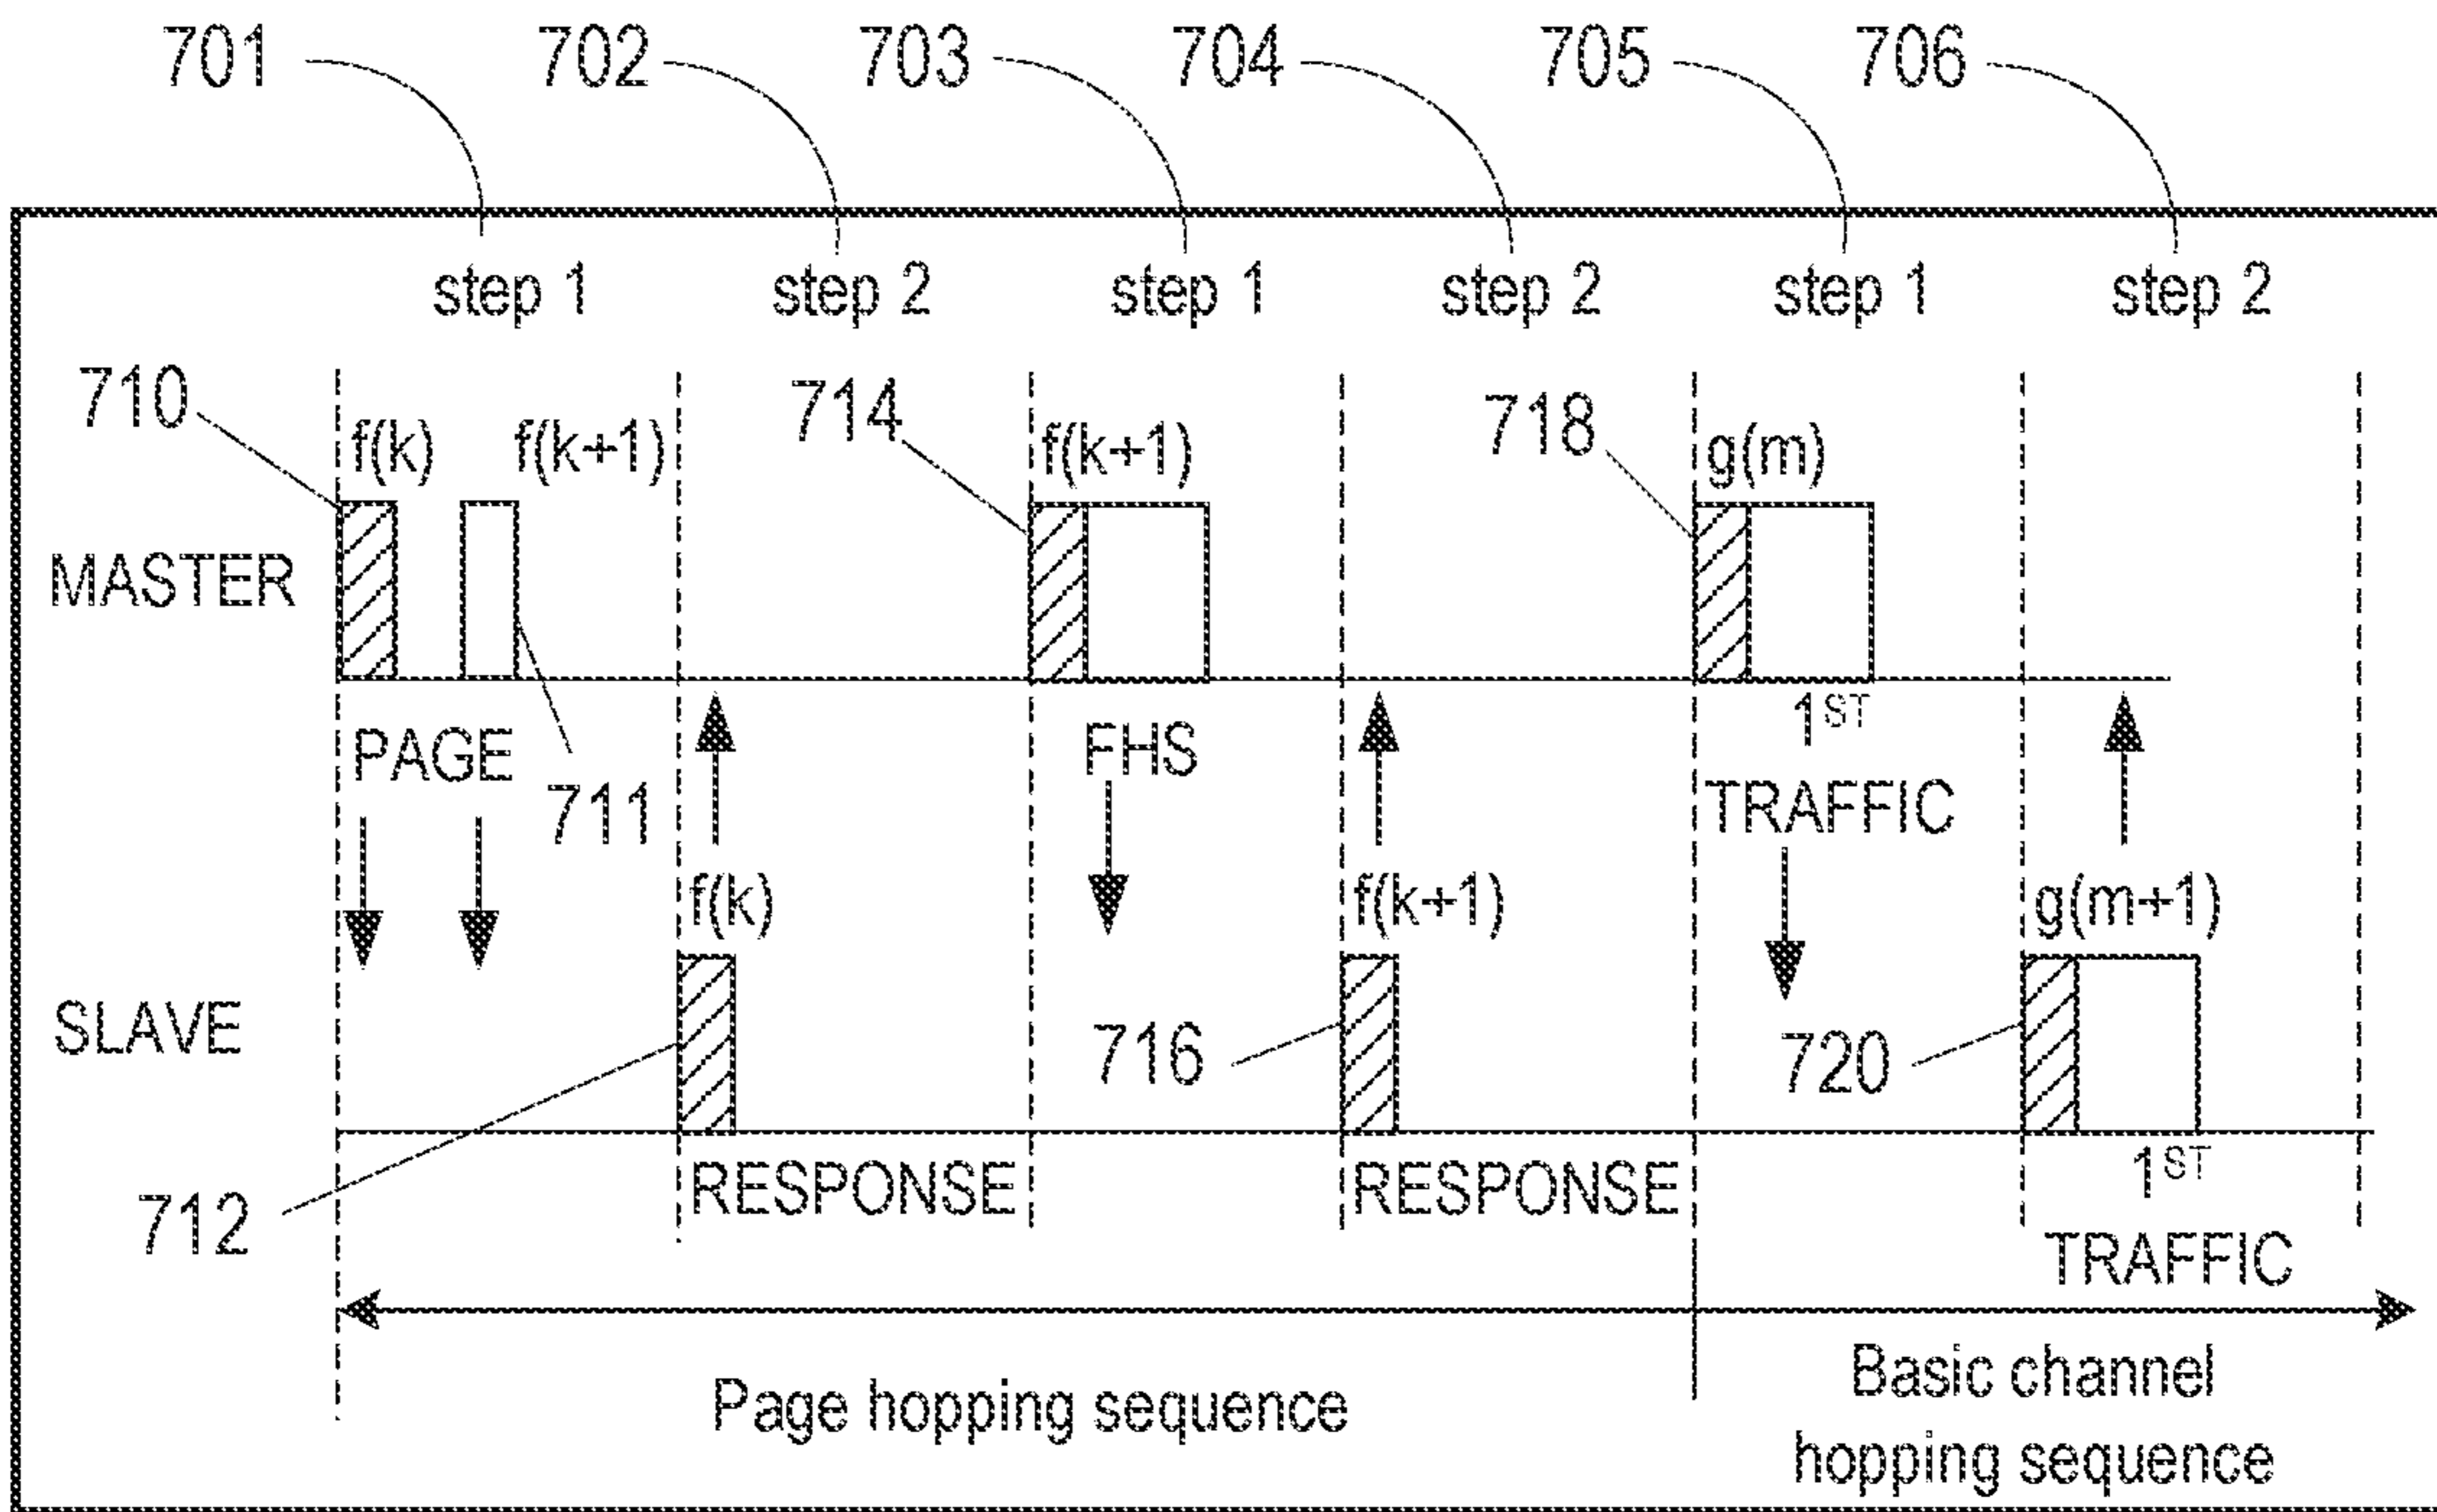 701 702 703 704 705 706
step 1 step 2 step 1 step 2 step 1 step 2
710 714 718
f(k) f(k+1) f(k+1) g(m)
MASTER
1ST
PAGE FHS
711 TRAFFIC
f(k) f(k+1) g(m+1)
SLAVE 716 720
712 RESPONSE RESPONSE 1ST
TRAFFIC
Page hopping sequence
Basic channel
hopping sequence